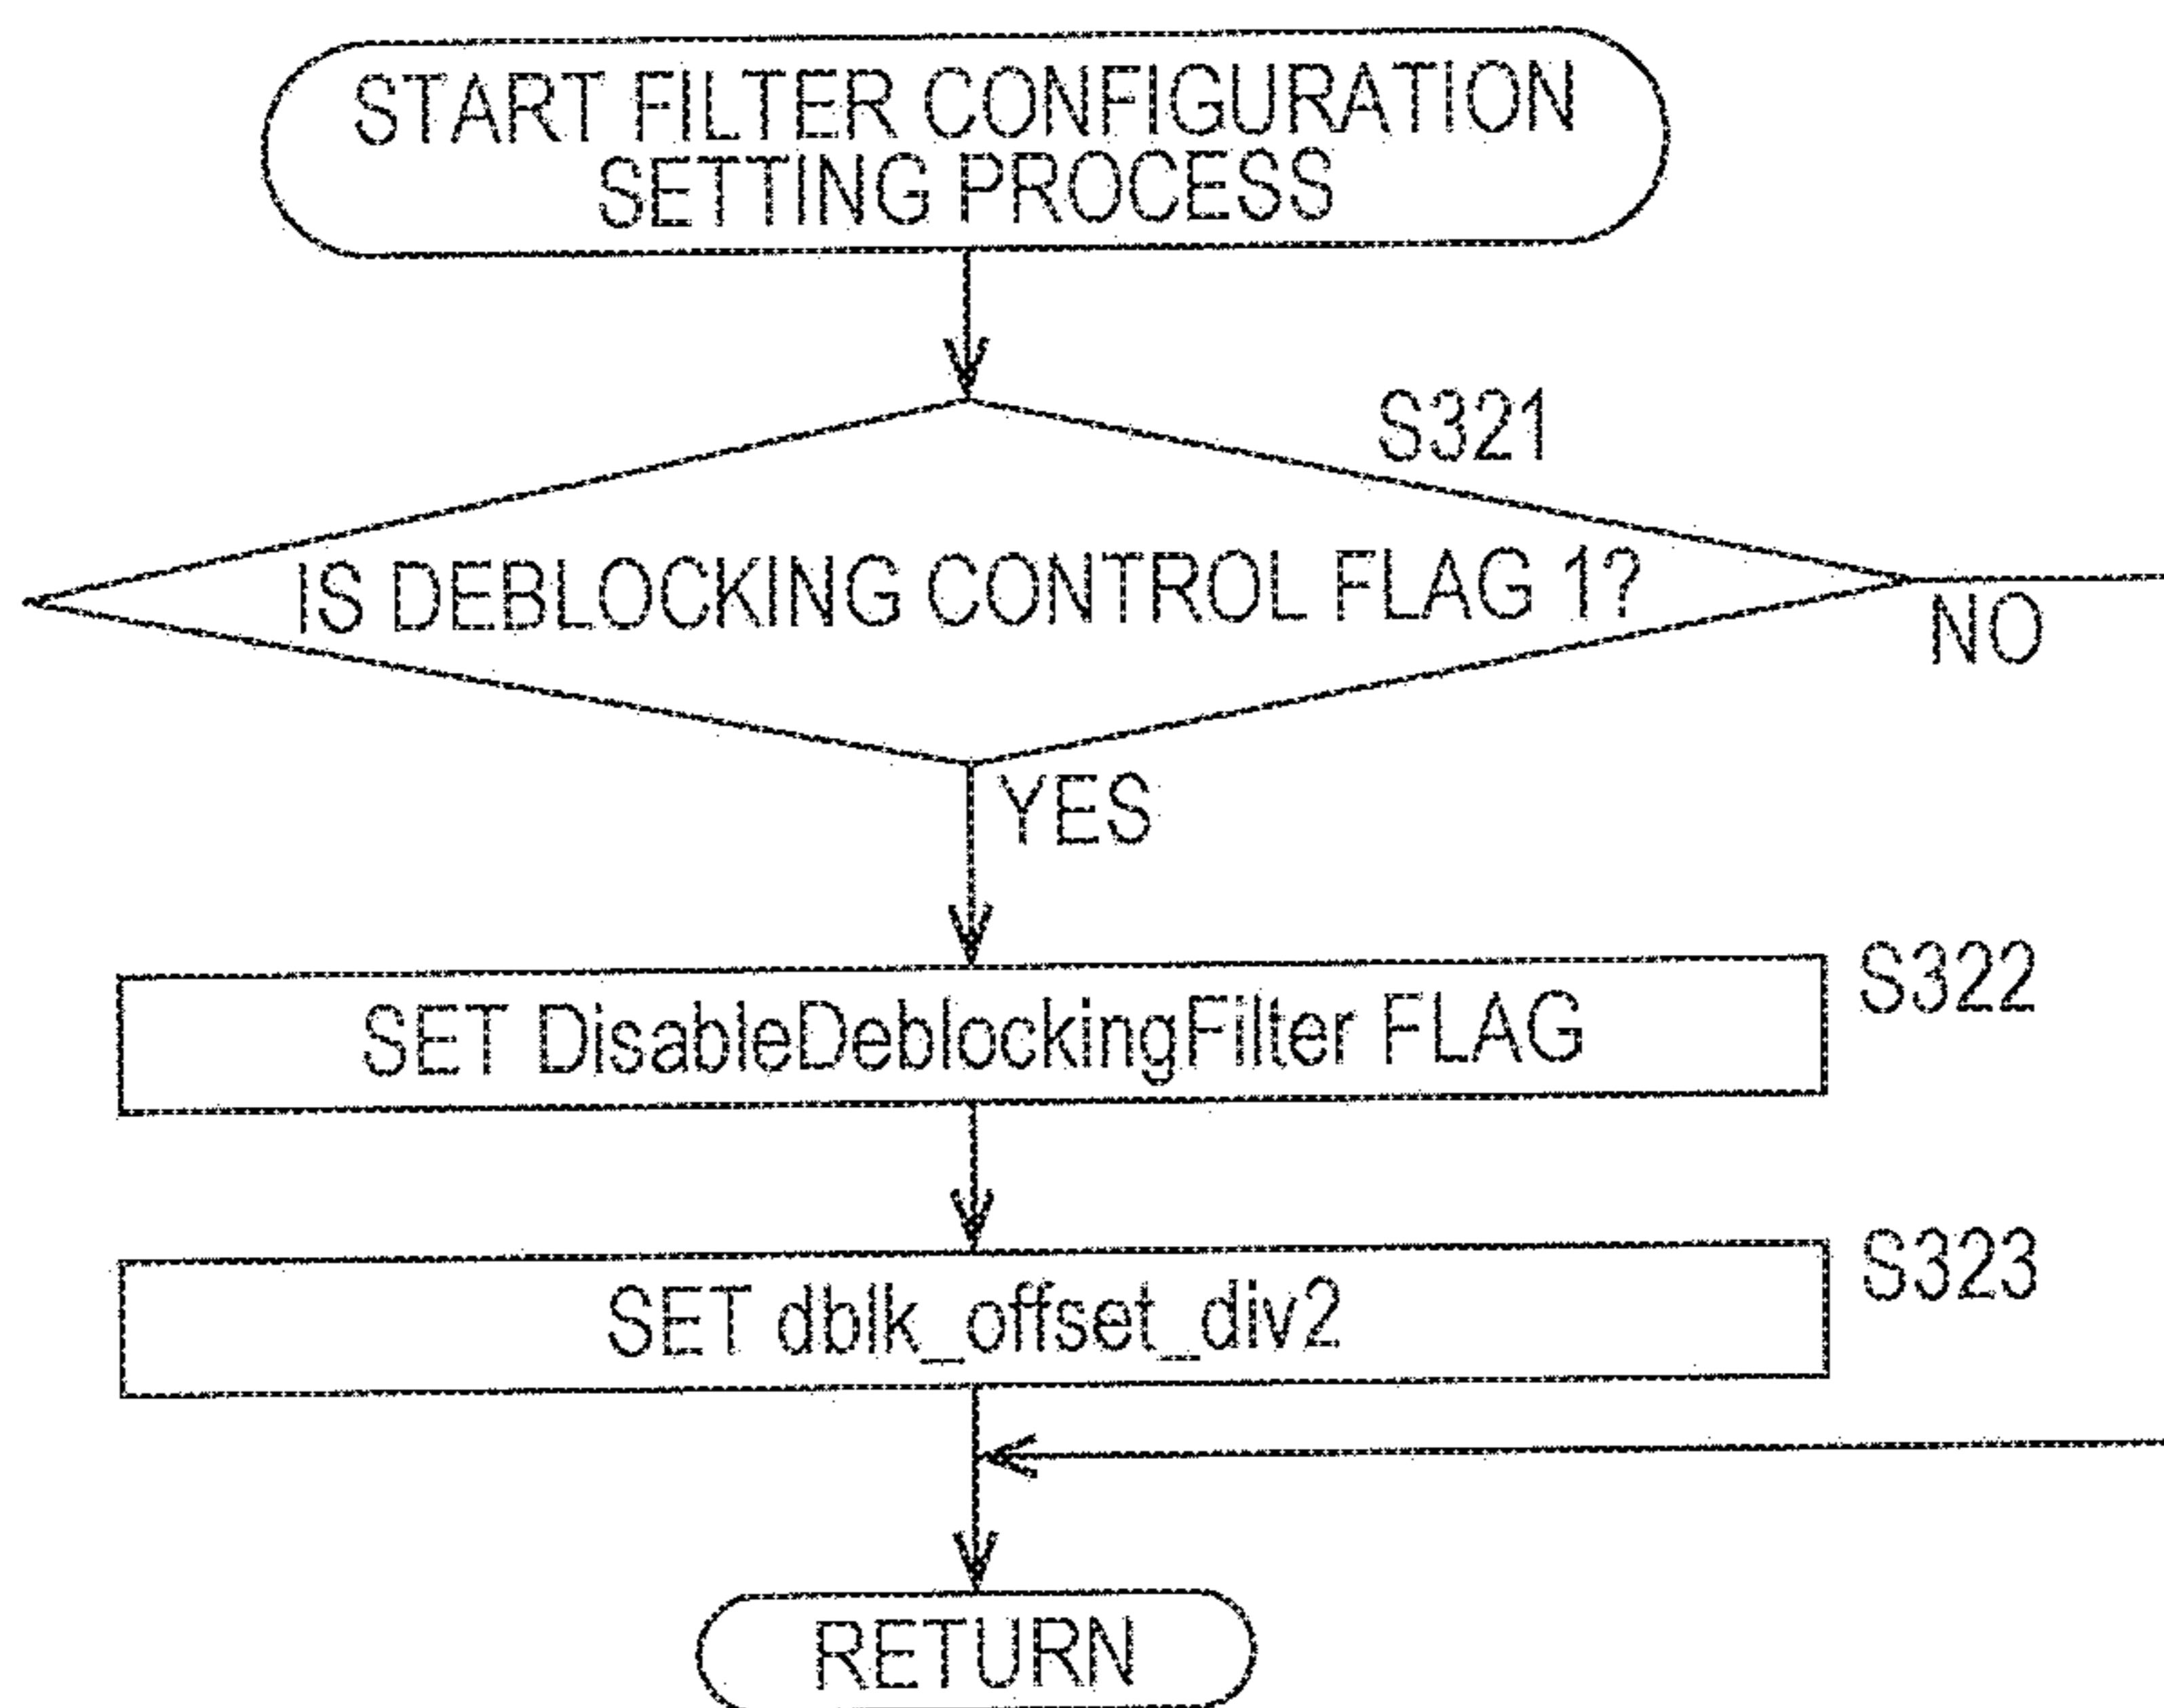 START FILTER CONFIGURATION
SETTING PROCESS
S321
IS DEBLOCKING CONTROL FLAG 1?
NO
YES
S322
SET DisableDeblockingFilter FLAG
S323
SET dblk_offset_div2
RETURN